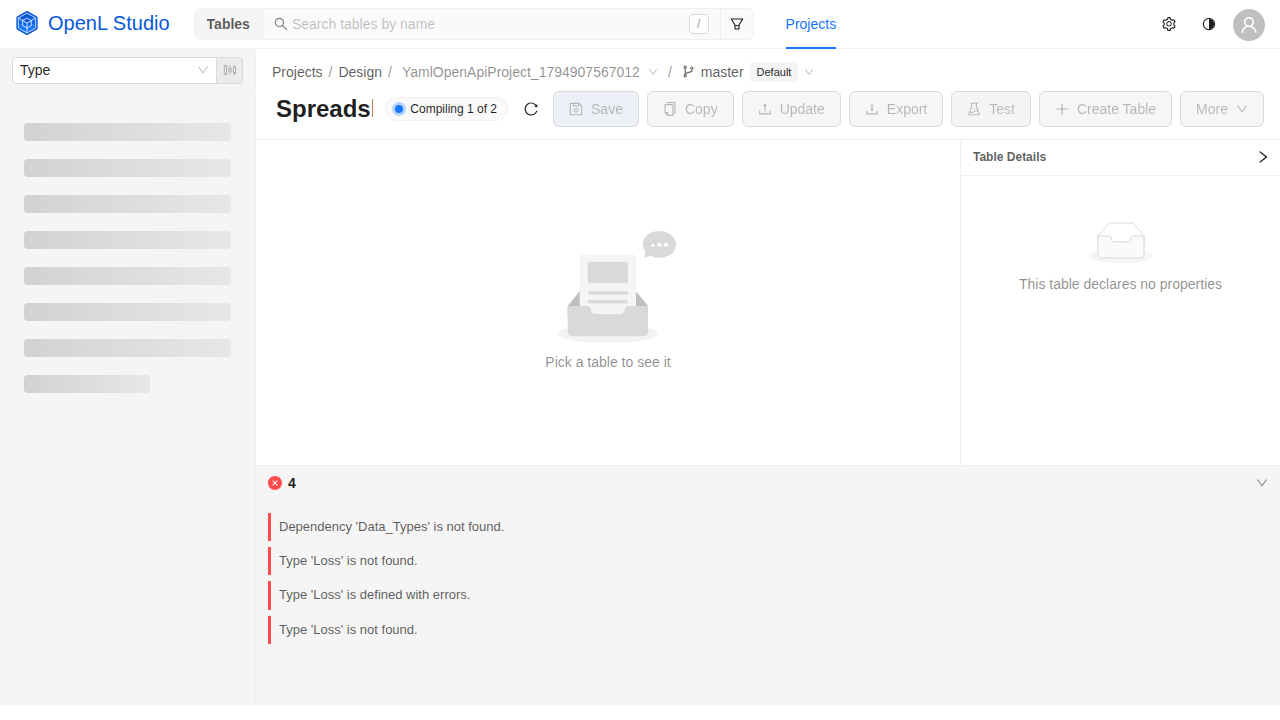 OpenL Studio
Tables
Search tables by name
/
Projects
Type
Projects / Design / YamlOpenApiProject_1794907567012 / master Default
Spreads
Compiling 1 of 2
Save
Copy
Update
Export
Test
Create Table
More
Pick a table to see it
Table Details
This table declares no properties
4
Dependency 'Data_Types' is not found.
Type 'Loss' is not found.
Type 'Loss' is defined with errors.
Type 'Loss' is not found.